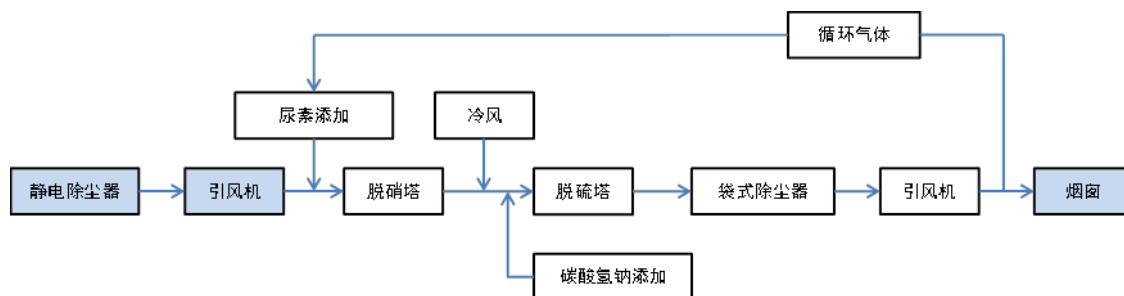 循环气体
尿素添加
冷风
静电除尘器
引风机
脱硝塔
脱硫塔
袋式除尘器
引风机
烟囱
碳酸氢钠添加